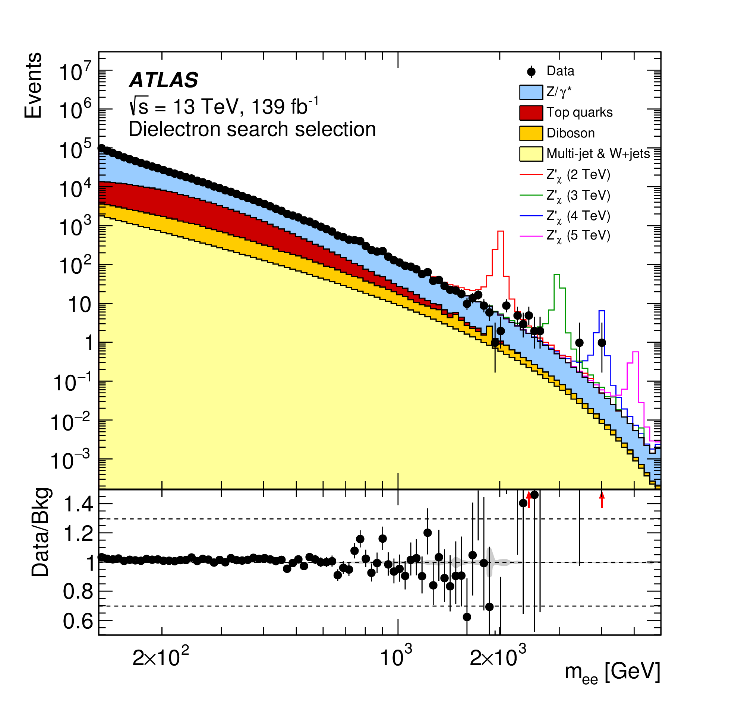 Events
10⁷
10⁶
10⁵
10⁴
10³
10²
10
1
10⁻¹
10⁻²
10⁻³
ATLAS
√s = 13 TeV, 139 fb⁻¹
Dielectron search selection
Data
Z/γ*
Top quarks
Diboson
Multi-jet & W+jets
Z'χ (2 TeV)
Z'χ (3 TeV)
Z'χ (4 TeV)
Z'χ (5 TeV)
Data/Bkg
1.4
1.2
1
0.8
0.6
2×10² 10³ 2×10³
mee [GeV]